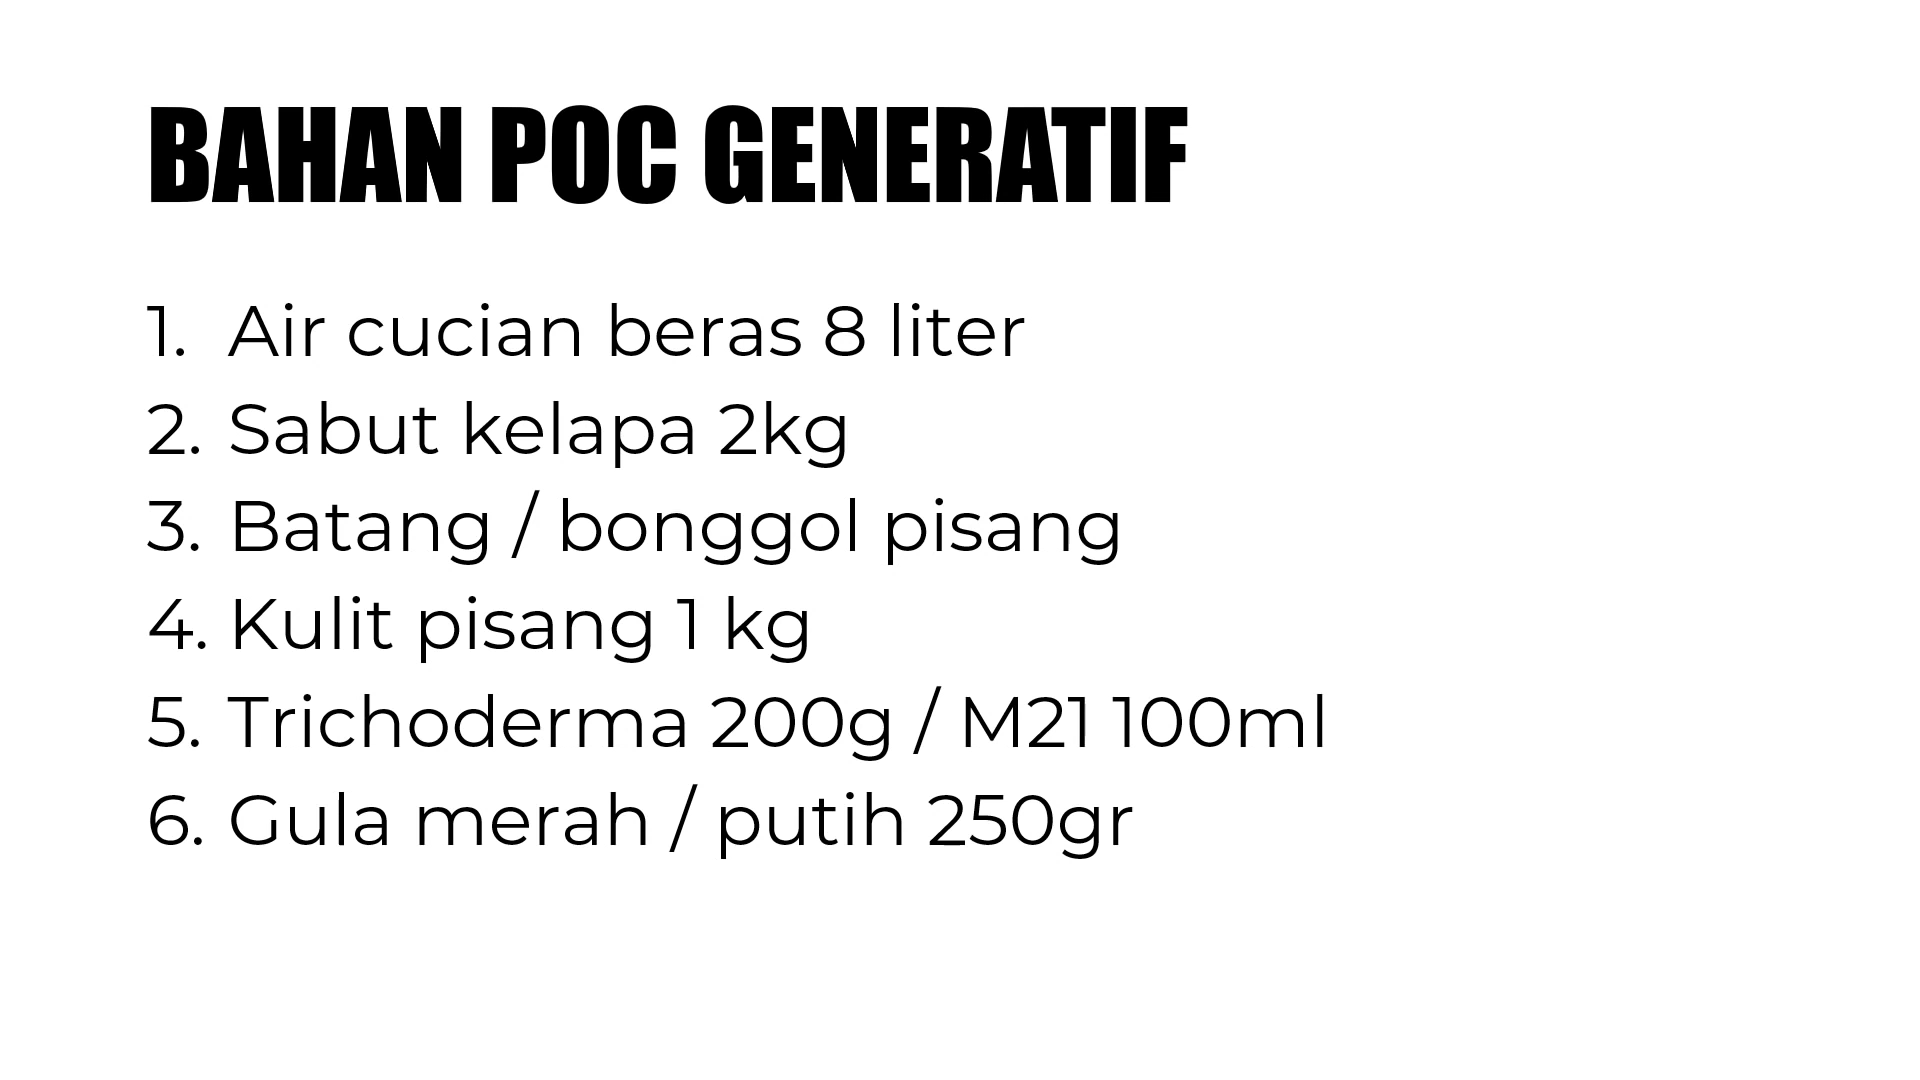 BAHAN POC GENERATIF
1. Air cucian beras 8 liter
2. Sabut kelapa 2kg
3. Batang / bonggol pisang
4. Kulit pisang 1 kg
5. Trichoderma 200g / M21 100ml
6. Gula merah / putih 250gr